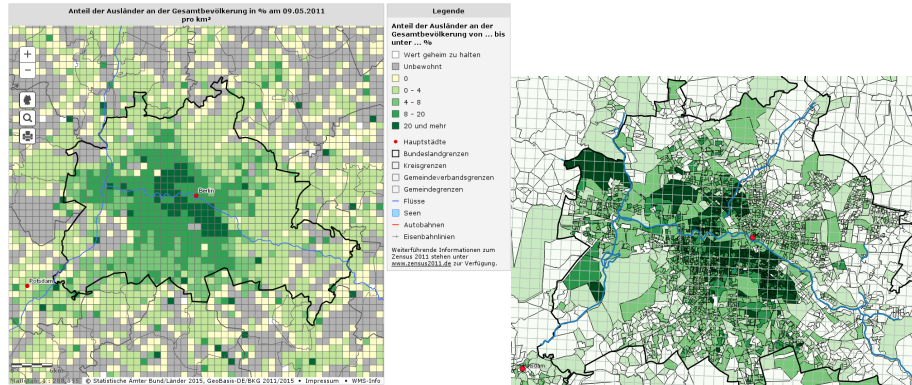 Anteil der Ausländer an der Gesamtbevölkerung in % am 09.05.2011
pro km²
+
−
Berlin
Potsdam
© Statistische Ämter Bund/Länder 2015, GeoBasis-DE/BKG 2011/2015 • Impressum • WMS-Info
Legende
Anteil der Ausländer an der
Gesamtbevölkerung von ... bis
unter ... %
Wert geheim zu halten
Unbewohnt
0
0 - 4
4 - 8
8 - 20
20 und mehr
Hauptstädte
Bundeslandgrenzen
Kreisgrenzen
Gemeindeverbandsgrenzen
Gemeindegrenzen
Flüsse
Seen
Autobahnen
Eisenbahnlinien
Weiterführende Informationen zum
Zensus 2011 stehen unter
www.zensus2011.de zur Verfügung.